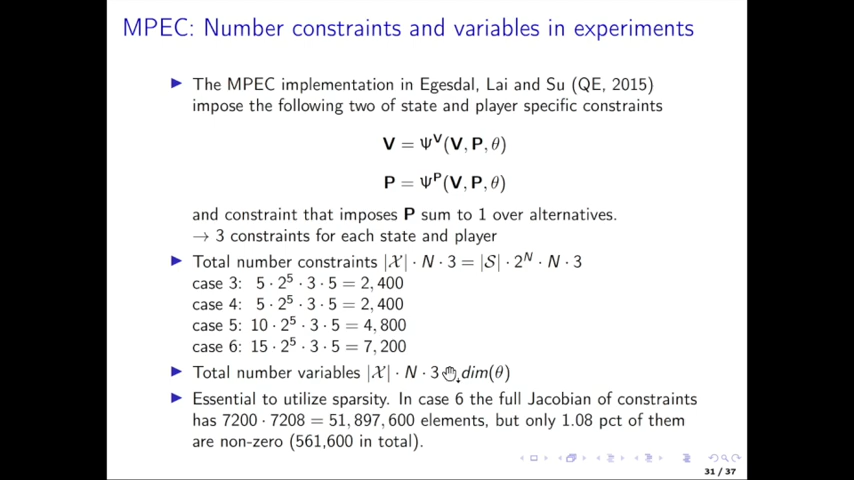 MPEC: Number constraints and variables in experiments
The MPEC implementation in Egesdal, Lai and Su (QE, 2015)
impose the following two of state and player specific constraints
V = Ψ^V(V, P, θ)
P = Ψ^P(V, P, θ)
and constraint that imposes P sum to 1 over alternatives.
→ 3 constraints for each state and player
Total number constraints |𝒳| · N · 3 = |𝒮| · 2^N · N · 3
case 3: 5 · 2^5 · 3 · 5 = 2, 400
case 4: 5 · 2^5 · 3 · 5 = 2, 400
case 5: 10 · 2^5 · 3 · 5 = 4, 800
case 6: 15 · 2^5 · 3 · 5 = 7, 200
Total number variables |𝒳| · N · 3 dim(θ)
Essential to utilize sparsity. In case 6 the full Jacobian of constraints
has 7200 · 7208 = 51, 897, 600 elements, but only 1.08 pct of them
are non-zero (561,600 in total).
31 / 37